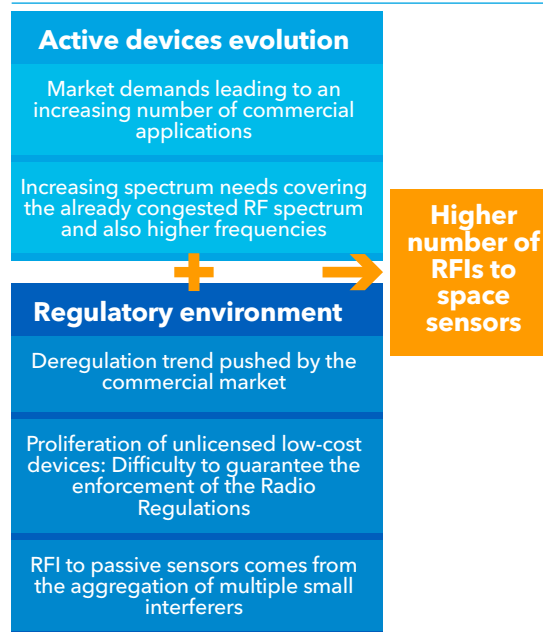 Active devices evolution
Market demands leading to an
increasing number of commercial
applications
Increasing spectrum needs covering
the already congested RF spectrum
and also higher frequencies
Higher
number of
RFIs to
space
sensors
Regulatory environment
Deregulation trend pushed by the
commercial market
Proliferation of unlicensed low-cost
devices: Difficulty to guarantee the
enforcement of the Radio
Regulations
RFI to passive sensors comes from
the aggregation of multiple small
interferers